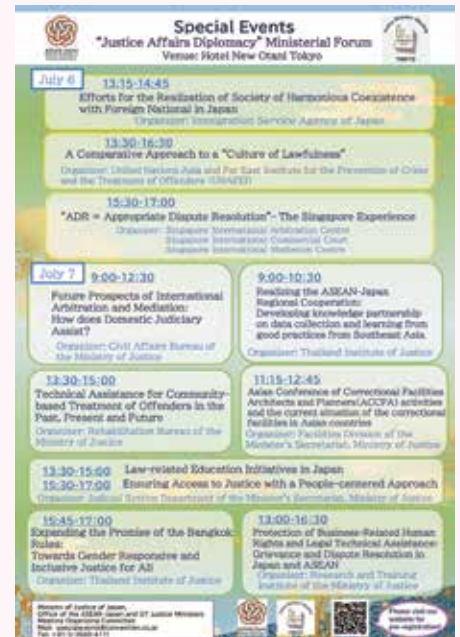 Special Events
"Justice Affairs Diplomacy" Ministerial Forum
Venue: Hotel New Otani Tokyo
July 6
13:15-14:45
Efforts for the Realization of Society of Harmonious Coexistence
with Foreign National in Japan
Organizer: Immigration Service Agency of Japan
13:30-16:30
A Comparative Approach to a "Culture of Lawfulness"
Organizer: United Nations Asia and Far East Institute for the Prevention of Crime
and the Treatment of Offenders (UNAFEI)
15:30-17:00
"ADR = Appropriate Dispute Resolution"- The Singapore Experience
Organizer: Singapore International Arbitration Centre
Singapore International Commercial Court
Singapore International Mediation Centre
July 7
9:00-12:30
Future Prospects of International
Arbitration and Mediation:
How does Domestic Judiciary
Assist?
Organizer: Civil Affairs Bureau of
the Ministry of Justice
9:00-10:30
Realizing the ASEAN-Japan
Regional Cooperation:
Developing knowledge partnership
on data collection and learning from
good practices from Southeast Asia.
Organizer: Thailand Institute of Justice
13:30-15:00
Technical Assistance for Community-
based Treatment of Offenders in the
Past, Present and Future
Organizer: Rehabilitation Bureau of the
Ministry of Justice
11:15-12:45
Asian Conference of Correctional Facilities
Architects and Planners(ACCFA) activities
and the current situation of the correctional
facilities in Asian countries
Organizer: Facilities Division of the
Minister's Secretariat, Ministry of Justice
13:30-15:00 Law-related Education Initiatives in Japan
15:30-17:00 Ensuring Access to Justice with a People-centered Approach
Organizer: Judicial System Department of the Minister's Secretariat, Ministry of Justice
15:45-17:00
Expanding the Promise of the Bangkok
Rules:
Towards Gender Responsive and
Inclusive Justice for All
Organizer: Thailand Institute of Justice
13:00-16:30
Protection of Business-Related Human
Rights and Legal Technical Assistance:
Grievance and Dispute Resolution in
Japan and ASEAN
Organizer: Research and Training
Institute of the Ministry of Justice
Ministry of Justice of Japan,
Office of the ASEAN-Japan and G7 Justice Ministers'
Meeting Organizing Committee
Please visit our
website for
pre-registration!